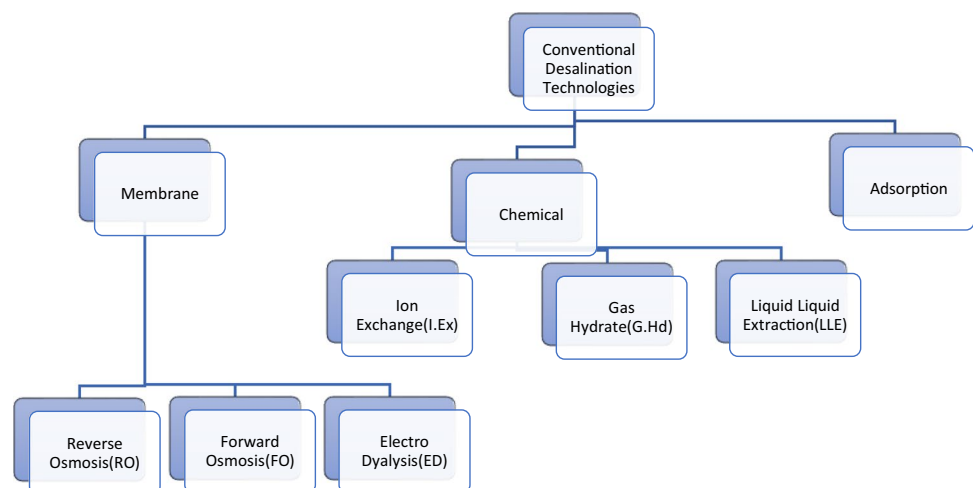 Conventional
Desalination
Technologies
Membrane
Chemical
Adsorption
Ion
Exchange(I.Ex)
Gas
Hydrate(G.Hd)
Liquid Liquid
Extraction(LLE)
Reverse
Osmosis(RO)
Forward
Osmosis(FO)
Electro
Dyalysis(ED)